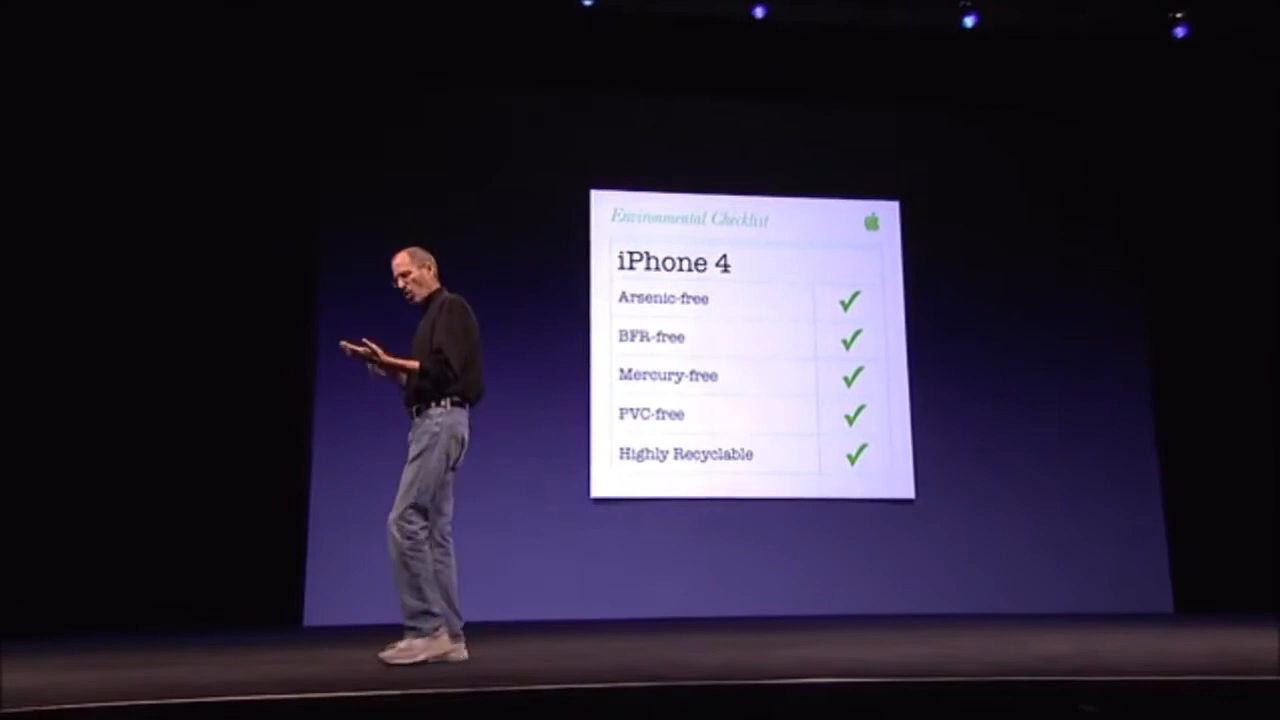 Environmental Checklist
iPhone 4
Arsenic-free
BFR-free
Mercury-free
PVC-free
Highly Recyclable